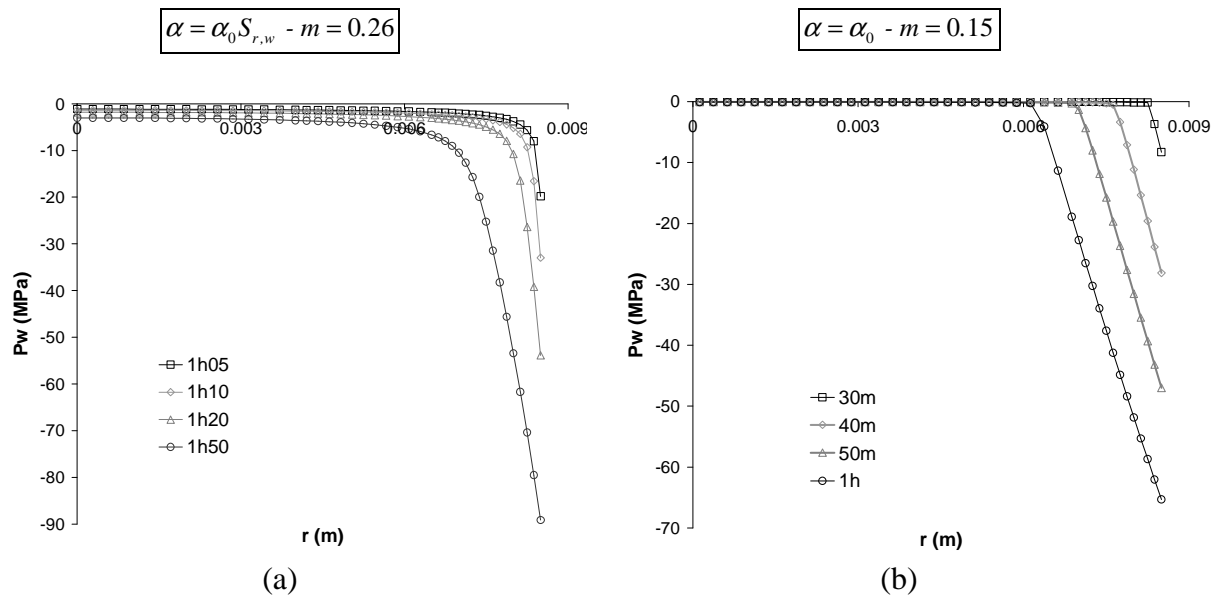 α = α₀S_{r,w} - m = 0.26
α = α₀ - m = 0.15
0
0.003
0.006
0.009
-10
-20
-30
-40
-50
-60
-70
-80
-90
Pw (MPa)
1h05
1h10
1h20
1h50
0
r (m)
(a)
0
0.003
0.006
0.009
-10
-20
-30
-40
-50
-60
-70
Pw (MPa)
30m
40m
50m
1h
0
r (m)
(b)